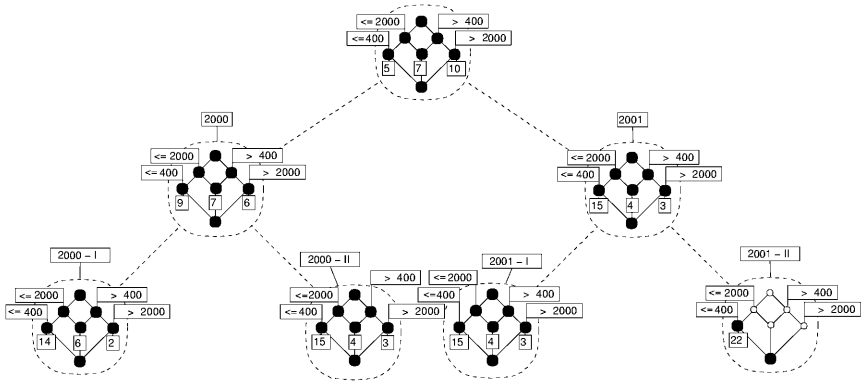 <=2000 > 400
<=400 > 2000
5 7 10
2000
<= 2000 > 400
<= 400 > 2000
9 7 6
2001
<= 2000 > 400
<= 400 > 2000
15 4 3
2000 - I
<= 2000 > 400
<= 400 > 2000
14 6 2
2000 - II
> 400
<=2000
<= 400 > 2000
15 4 3
2001 - I
<=2000
<=400 > 400
> 2000
15 4 3
2001 - II
<= 2000 > 400
<= 400 > 2000
22